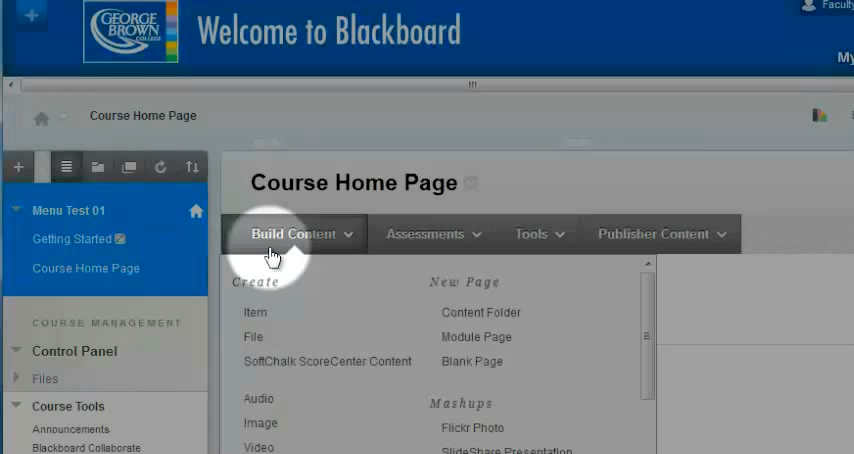 Faculty
GEORGE
BROWN
COLLEGE
Welcome to Blackboard
My
Course Home Page
Course Home Page
Menu Test 01
Getting Started
Course Home Page
Build Content
Assessments
Tools
Publisher Content
Create
New Page
Item
Content Folder
File
Module Page
SoftChalk ScoreCenter Content
Blank Page
Audio
Mashups
Image
Flickr Photo
Video
SlideShare Presentation
COURSE MANAGEMENT
Control Panel
Files
Course Tools
Announcements
Blackboard Collaborate